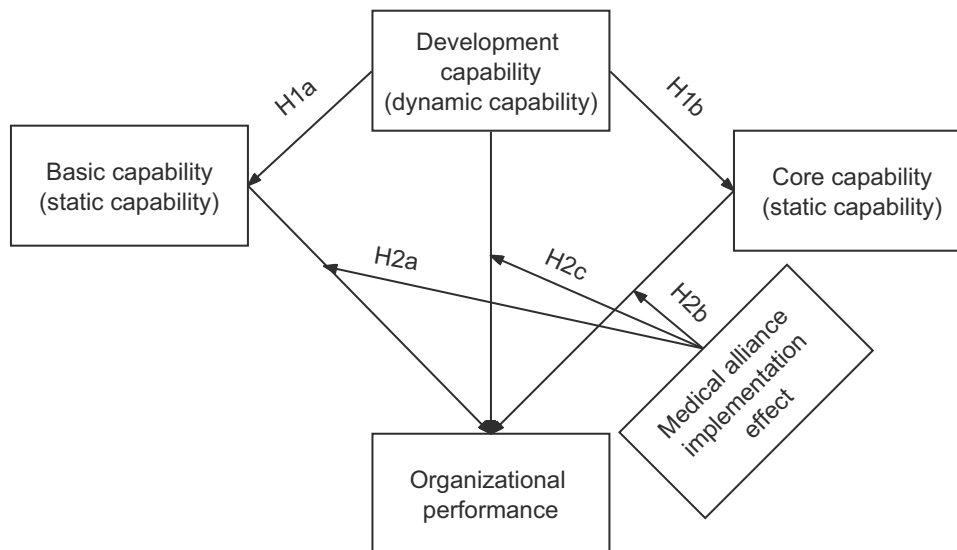 Development
capability
(dynamic capability)
H1a
H1b
Basic capability
(static capability)
Core capability
(static capability)
H2a
H2c
H2b
Medical alliance
implementation
effect
Organizational
performance